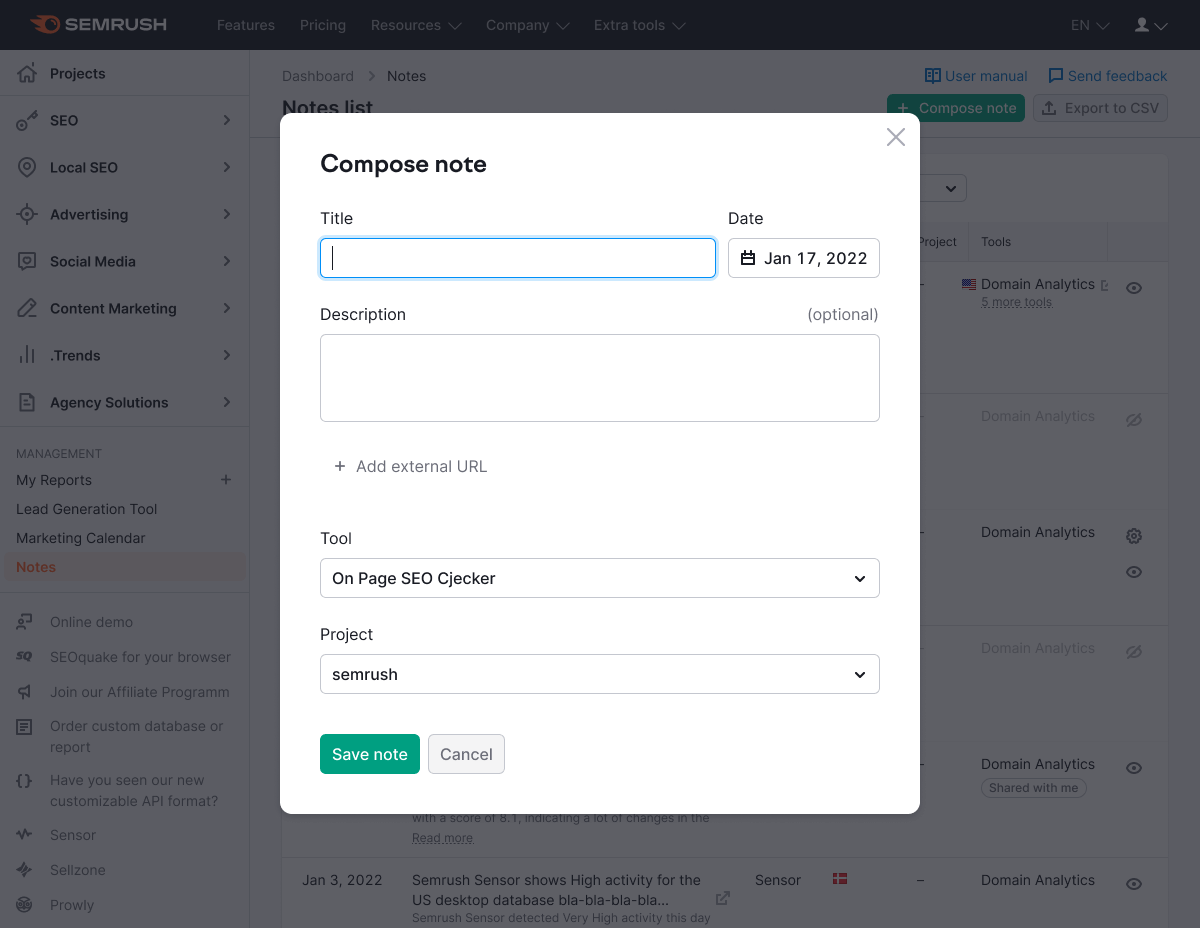 SEMRUSH
Features
Pricing
Resources
Company
Extra tools
EN
Projects
SEO
Local SEO
Advertising
Social Media
Content Marketing
.Trends
Agency Solutions
MANAGEMENT
My Reports
Lead Generation Tool
Marketing Calendar
Notes
Online demo
SEOquake for your browser
Join our Affiliate Programm
Order custom database or
report
Have you seen our new
customizable API format?
Sensor
Sellzone
Prowly
Dashboard > Notes
User manual
Send feedback
Notes list
+ Compose note
Export to CSV
Compose note
Title
Date
Jan 17, 2022
Description
(optional)
+ Add external URL
Tool
On Page SEO Cjecker
Project
semrush
Save note
Cancel
Project
Tools
– Domain Analytics
5 more tools
– Domain Analytics
– Domain Analytics
– Domain Analytics
– Domain Analytics
Shared with me
with a score of 8.1, indicating a lot of changes in the
Read more
Jan 3, 2022
Semrush Sensor shows High activity for the
US desktop database bla-bla-bla-bla...
Semrush Sensor detected Very High activity this day
Sensor
–
Domain Analytics